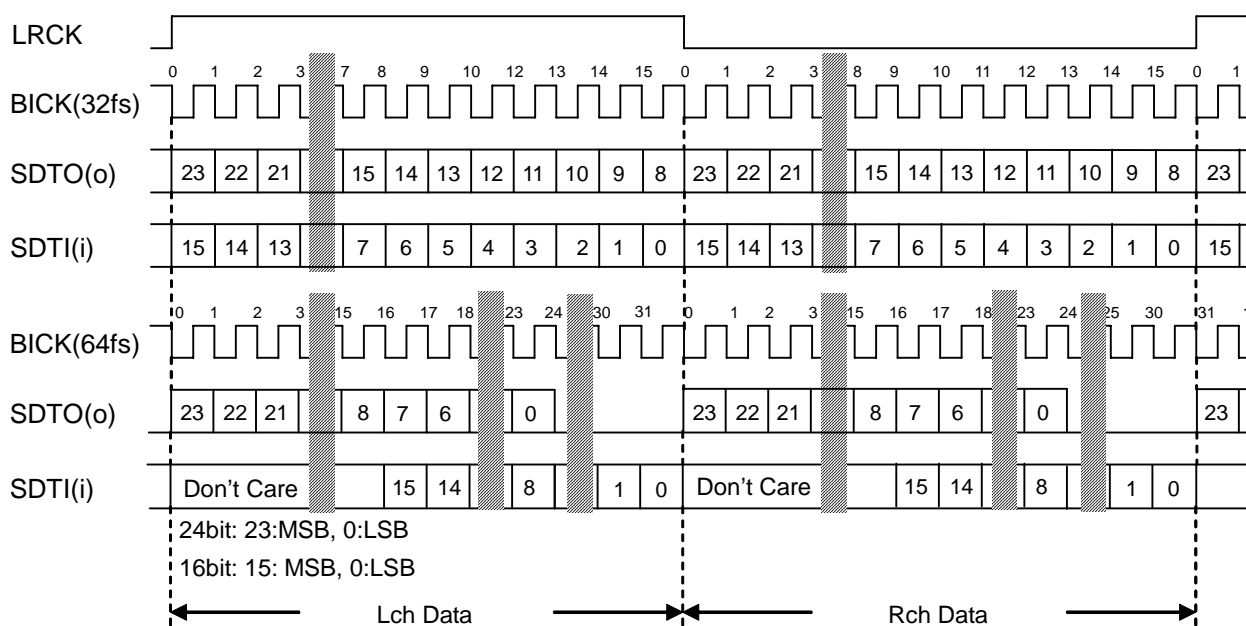 LRCK
0 1 2 3 7 8 9 10 12 13 14 15 0 1 2 3 8 9 10 11 12 13 14 15 0 1
BICK(32fs)
SDTO(o) 23 22 21 15 14 13 12 11 10 9 8 23 22 21 15 14 13 12 11 10 9 8 23
SDTI(i) 15 14 13 7 6 5 4 3 2 1 0 15 14 13 7 6 5 4 3 2 1 0 15
0 1 2 3 15 16 17 18 23 24 30 31 0 1 2 3 15 16 17 18 23 24 25 30 31
BICK(64fs)
SDTO(o) 23 22 21 8 7 6 0 23 22 21 8 7 6 0 23
SDTI(i) Don't Care 15 14 8 1 0 Don't Care 15 14 8 1 0
24bit: 23:MSB, 0:LSB
16bit: 15: MSB, 0:LSB
Lch Data Rch Data